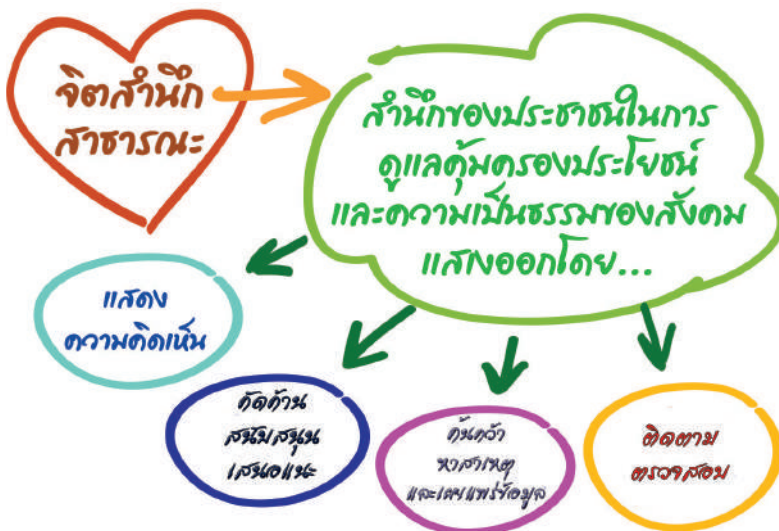 จิตสำนึก
สาธารณะ
สำนึกของประชาชนในการ
ดูแลคุ้มครองประโยชน์
และความเป็นธรรมของสังคม
แสงออกโดย...
แสดง
ความคิดเห็น
คัดค้าน
สนับสนุน
เสนอแนะ
ค้นคว้า
หาสาเหตุ
และเผยแพร่ข้อมูล
ติดตาม
ตรวจสอบ